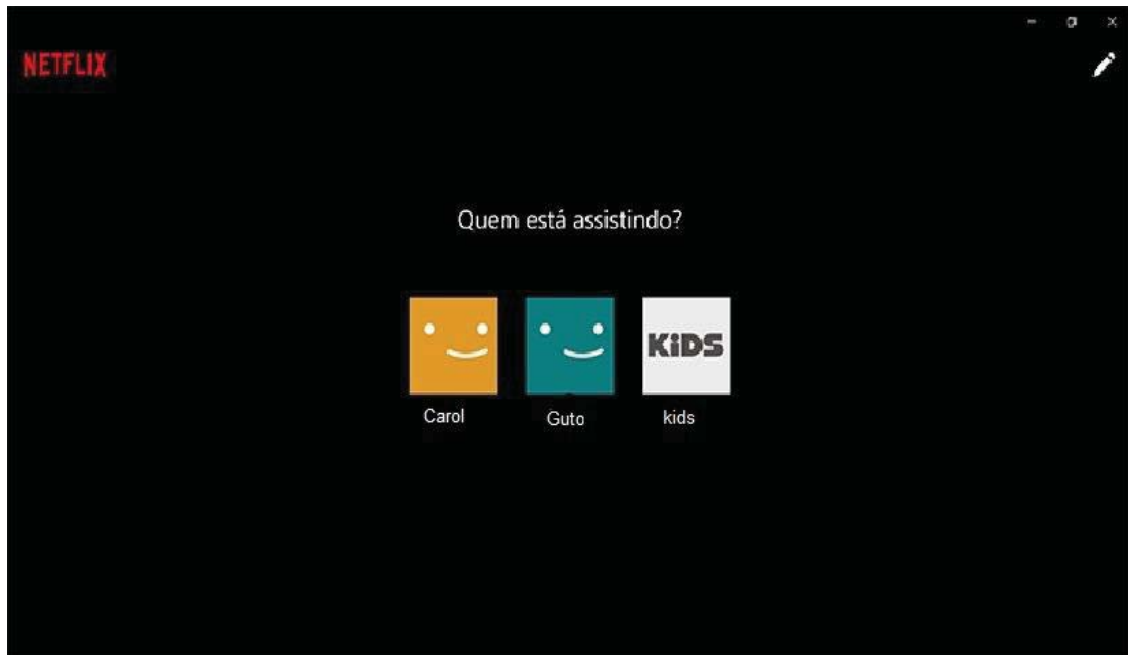 NETFLIX
Quem está assistindo?
KiDS
Carol
Guto
kids